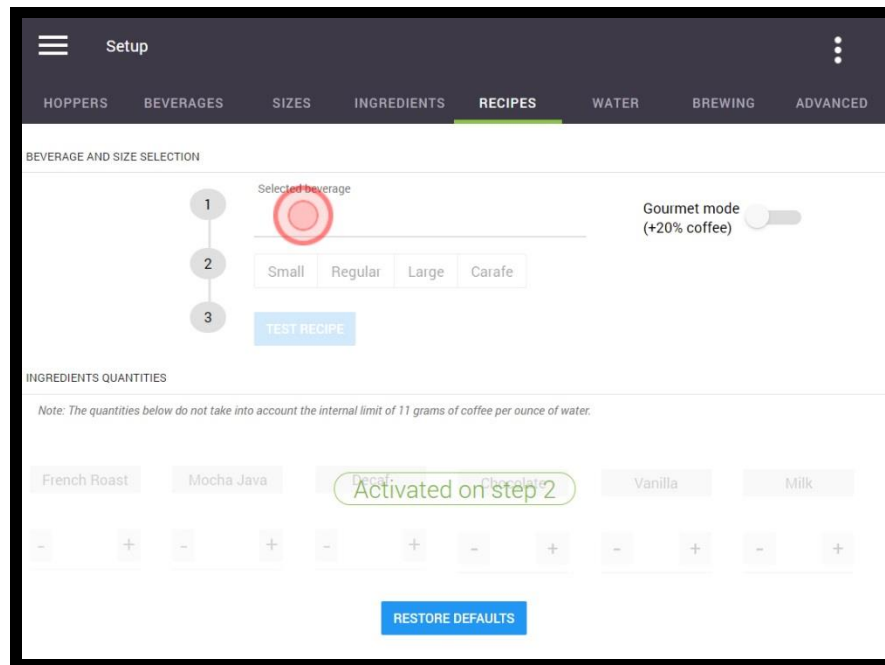 Setup
HOPPERS BEVERAGES SIZES INGREDIENTS RECIPES WATER BREWING ADVANCED
BEVERAGE AND SIZE SELECTION
Selected beverage
1
Gourmet mode
(+20% coffee)
2 Small Regular Large Carafe
3 TEST RECIPE
INGREDIENTS QUANTITIES
Note: The quantities below do not take into account the internal limit of 11 grams of coffee per ounce of water.
French Roast Mocha Java Decaf Chocolate Vanilla Milk
Activated on step 2
- + - + - + - + - + - +
RESTORE DEFAULTS